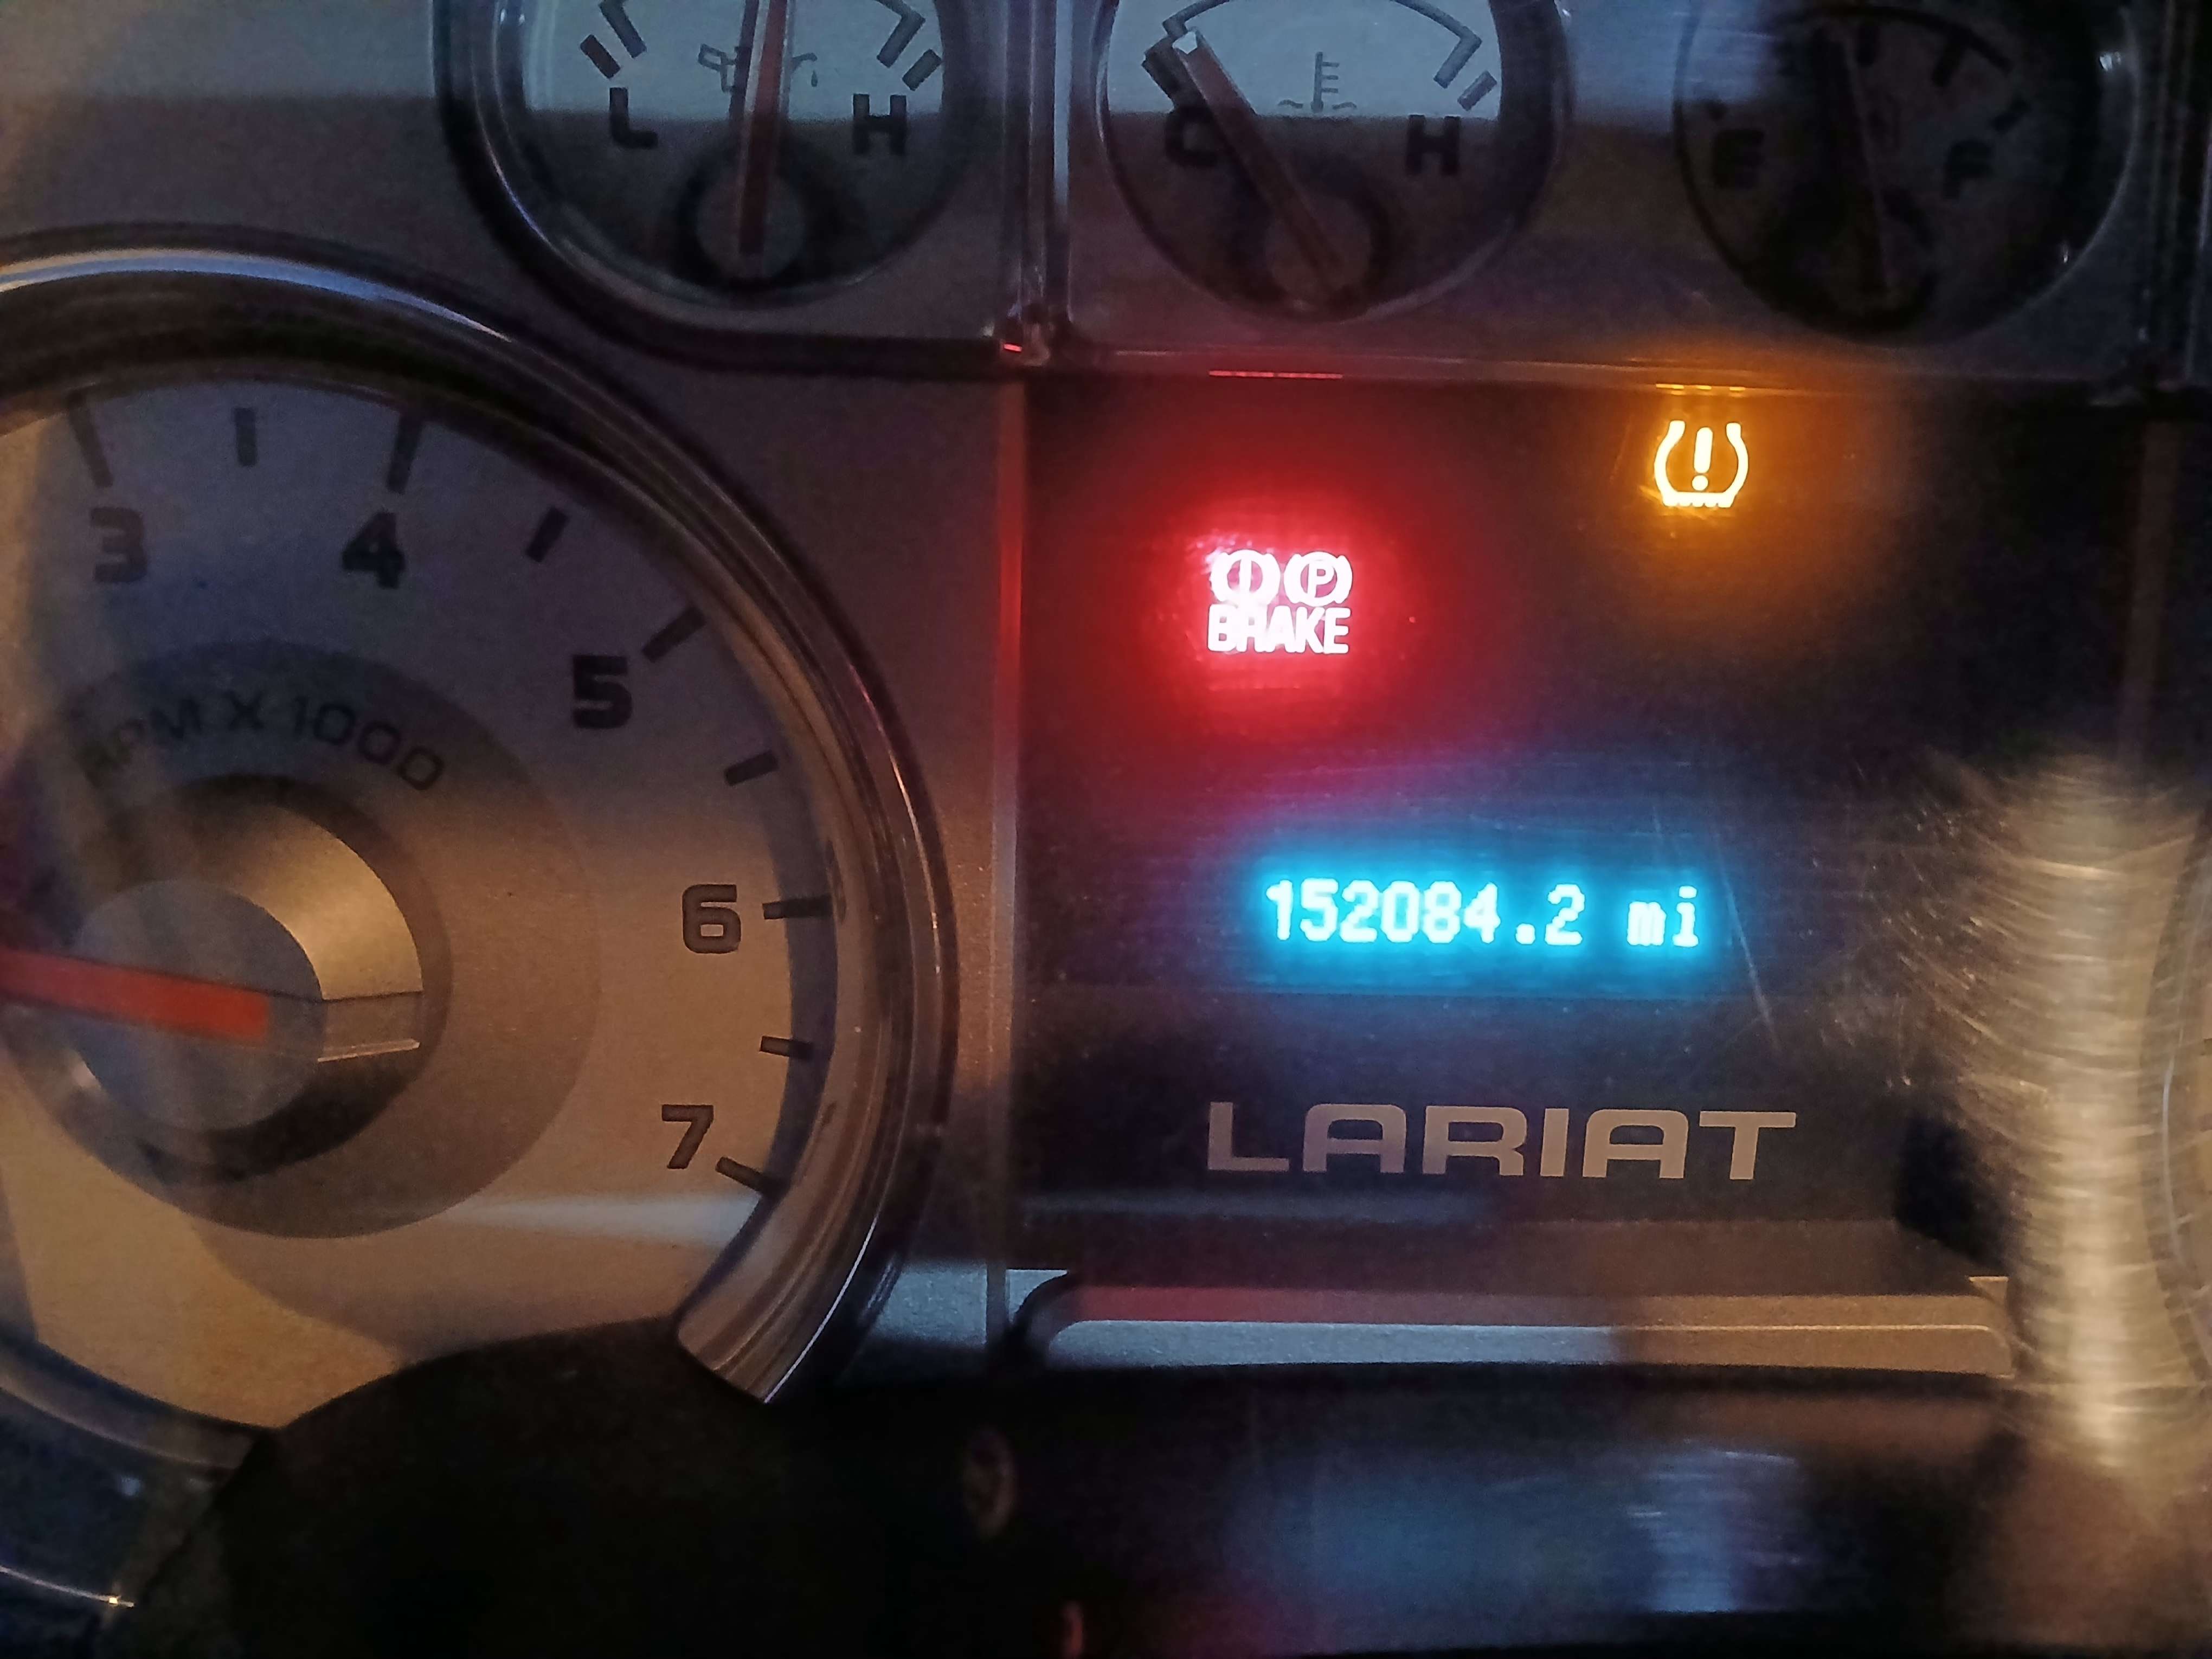 L H
C H
E F
3
4
5
RPM X 1000
6
7
P
BRAKE
152084.2 mi
LARIAT